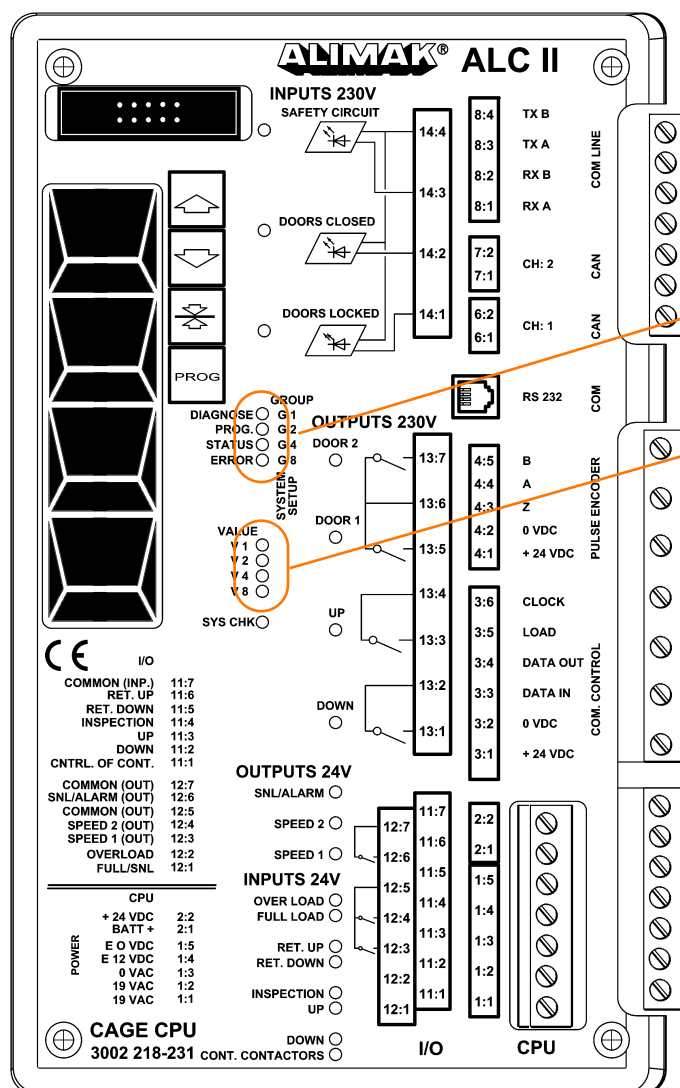 ALIMAK® ALC II
INPUTS 230V
SAFETY CIRCUIT
DOORS CLOSED
DOORS LOCKED
14:4
14:3
14:2
14:1
8:4 TX B
8:3 TX A
8:2 RX B
8:1 RX A
COM LINE
7:2
7:1
CH: 2
CAN
6:2
6:1
CH: 1
CAN
RS 232
COM
PROG
GROUP
DIAGNOSE G 1
PROG. G 2
STATUS G 4
ERROR G 8
SYSTEM
SETUP
VALUE
V 1
V 2
V 4
V 8
SYS CHK
OUTPUTS 230V
DOOR 2
DOOR 1
UP
DOWN
13:7
13:6
13:5
13:4
13:3
13:2
13:1
4:5 B
4:4 A
4:3 Z
4:2 0 VDC
4:1 + 24 VDC
PULSE ENCODER
3:6 CLOCK
3:5 LOAD
3:4 DATA OUT
3:3 DATA IN
3:2 0 VDC
3:1 + 24 VDC
COM. CONTROL
CE
I/O
COMMON (INP.) 11:7
RET. UP 11:6
RET. DOWN 11:5
INSPECTION 11:4
UP 11:3
DOWN 11:2
CNTRL. OF CONT. 11:1
COMMON (OUT) 12:7
SNL/ALARM (OUT) 12:6
COMMON (OUT) 12:5
SPEED 2 (OUT) 12:4
SPEED 1 (OUT) 12:3
OVERLOAD 12:2
FULL/SNL 12:1
CPU
POWER
+ 24 VDC 2:2
BATT + 2:1
E O VDC 1:5
E 12 VDC 1:4
0 VAC 1:3
19 VAC 1:2
19 VAC 1:1
CAGE CPU
3002 218-231
OUTPUTS 24V
SNL/ALARM
SPEED 2
SPEED 1
INPUTS 24V
OVER LOAD
FULL LOAD
RET. UP
RET. DOWN
INSPECTION
UP
DOWN
CONT. CONTACTORS
12:7
12:6
12:5
12:4
12:3
12:2
12:1
11:7
11:6
11:5
11:4
11:3
11:2
11:1
I/O
2:2
2:1
1:5
1:4
1:3
1:2
1:1
CPU